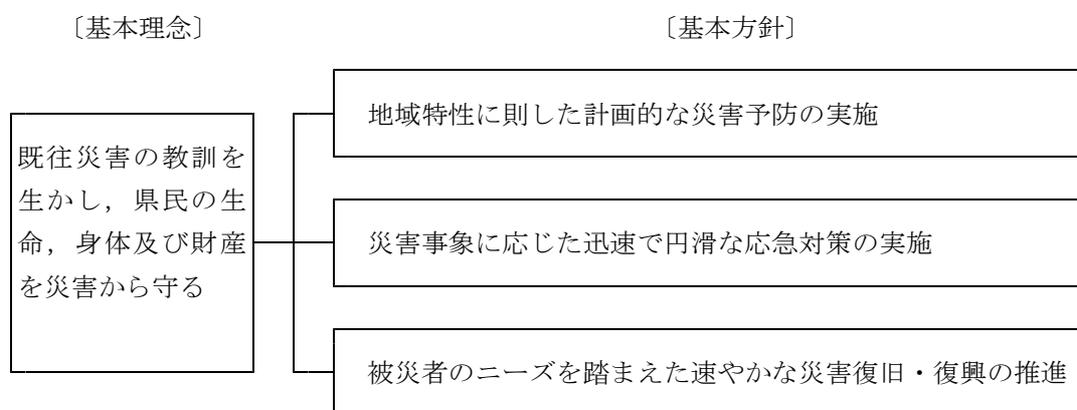 〔基本理念〕
〔基本方針〕
既往災害の教訓を
生かし，県民の生
命，身体及び財産
を災害から守る
地域特性に則した計画的な災害予防の実施
災害事象に応じた迅速で円滑な応急対策の実施
被災者のニーズを踏まえた速やかな災害復旧・復興の推進